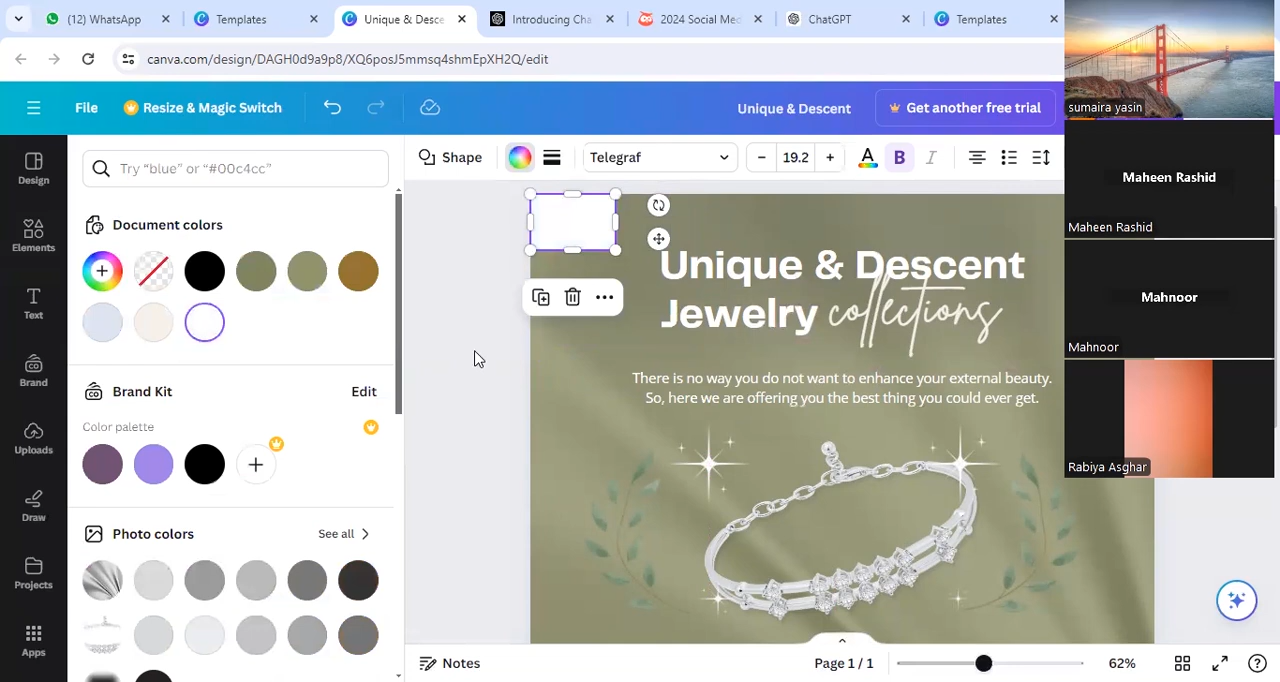 (12) WhatsApp
Templates
Unique & Desce
Introducing Cha
2024 Social Med
ChatGPT
Templates
canva.com/design/DAGH0d9a9p8/XQ6posJ5mmsq4shmEpXH2Q/edit
File
Resize & Magic Switch
Unique & Descent
Get another free trial
sumaira yasin
Try “blue” or “#00c4cc”
Shape
Telegraf
19.2
A
B
I
Design
Elements
Text
Brand
Uploads
Draw
Projects
Apps
Document colors
Brand Kit
Edit
Color palette
Photo colors
See all
Unique & Descent
Jewelry collections
There is no way you do not want to enhance your external beauty.
So, here we are offering you the best thing you could ever get.
Maheen Rashid
Maheen Rashid
Mahnoor
Mahnoor
Rabiya Asghar
Notes
Page 1 / 1
62%